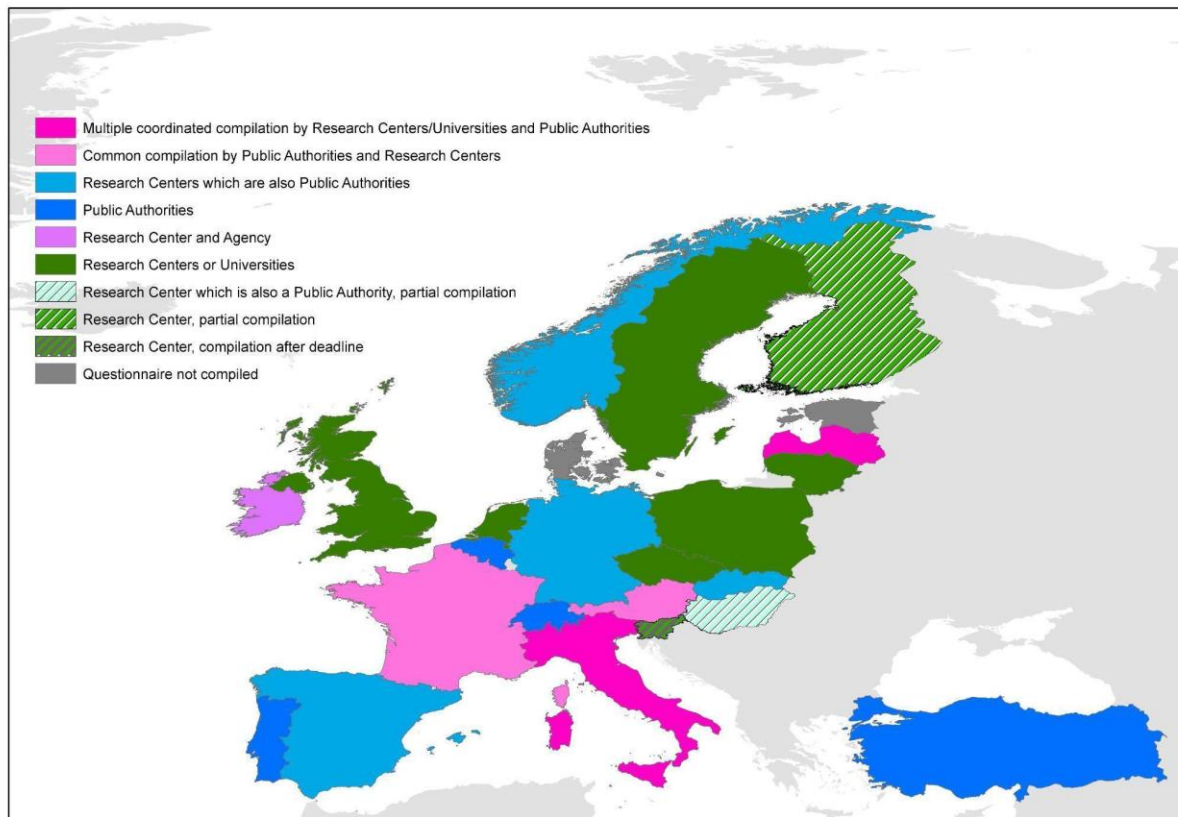 Multiple coordinated compilation by Research Centers/Universities and Public Authorities
Common compilation by Public Authorities and Research Centers
Research Centers which are also Public Authorities
Public Authorities
Research Center and Agency
Research Centers or Universities
Research Center which is also a Public Authority, partial compilation
Research Center, partial compilation
Research Center, compilation after deadline
Questionnaire not compiled